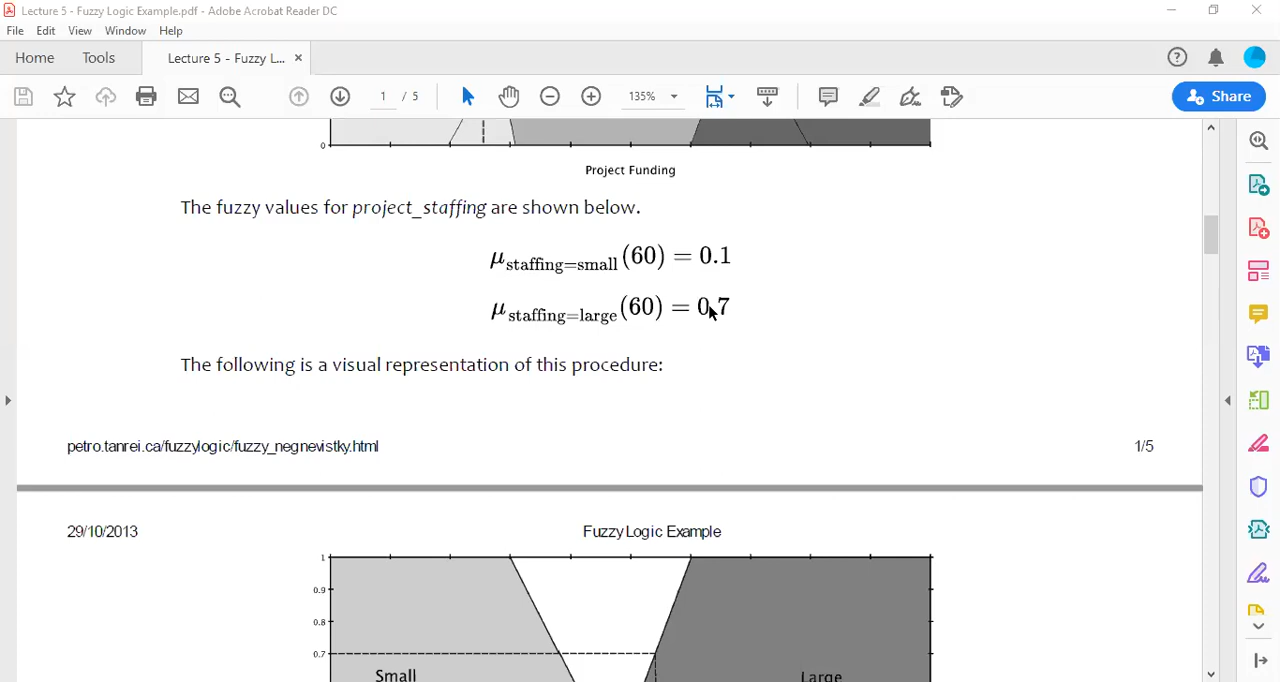 Lecture 5 - Fuzzy Logic Example.pdf - Adobe Acrobat Reader DC
File Edit View Window Help
Home Tools Lecture 5 - Fuzzy L... ×
1 / 5 135% Share
0
Project Funding
The fuzzy values for project_staffing are shown below.
μ staffing=small (60) = 0.1
μ staffing=large (60) = 0.7
The following is a visual representation of this procedure:
petro.tanrei.ca/fuzzylogic/fuzzy_negnevistky.html 1/5
29/10/2013 Fuzzy Logic Example
1
0.9
0.8
0.7
Small Large